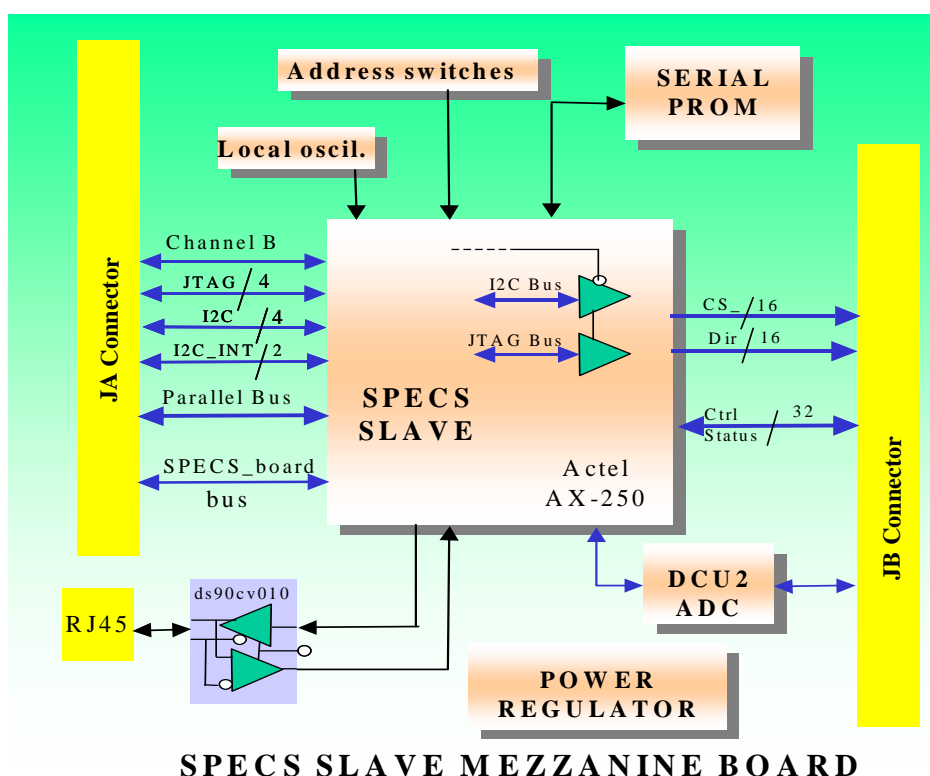 Address switches
SERIAL
PROM
Local oscil.
JA Connector
Channel B
JTAG / 4
I2C / 4
I2C_INT / 2
Parallel Bus
SPECS_board
bus
I2C Bus
JTAG Bus
SPECS
SLAVE
Actel
AX-250
CS_ / 16
Dir / 16
Ctrl / 32
Status
JB Connector
DCU2
ADC
RJ45
ds90cv010
POWER
REGULATOR
SPECS SLAVE MEZZANINE BOARD